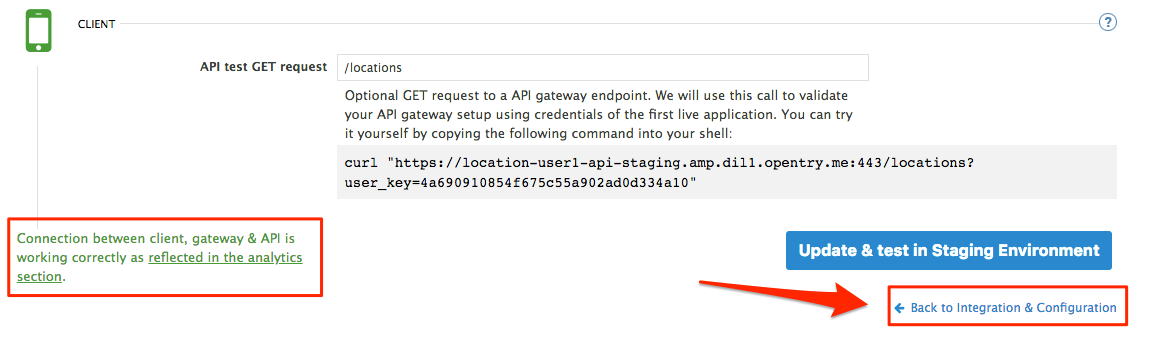 CLIENT
?
API test GET request
/locations
Optional GET request to a API gateway endpoint. We will use this call to validate
your API gateway setup using credentials of the first live application. You can try
it yourself by copying the following command into your shell:
curl "https://location-user1-api-staging.amp.dil1.opentry.me:443/locations?
user_key=4a690910854f675c55a902ad0d334a10"
Connection between client, gateway & API is
working correctly as reflected in the analytics
section.
Update & test in Staging Environment
Back to Integration & Configuration